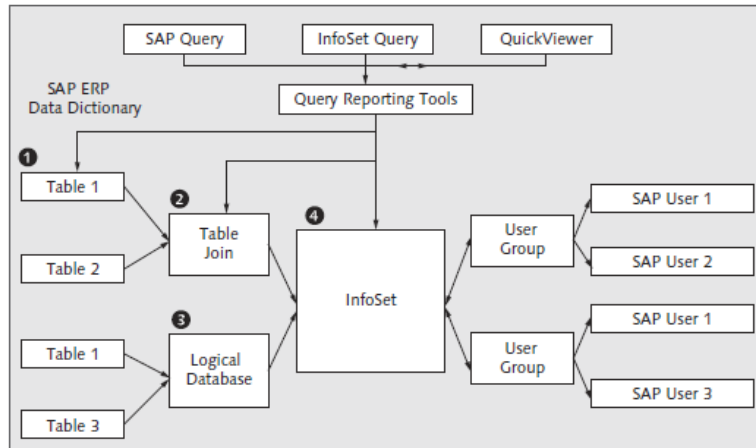 SAP Query
InfoSet Query
QuickViewer
SAP ERP
Data Dictionary
Query Reporting Tools
1
Table 1
2
Table
Join
Table 2
3
Table 1
Logical
Database
Table 3
4
InfoSet
User
Group
SAP User 1
SAP User 2
User
Group
SAP User 1
SAP User 3